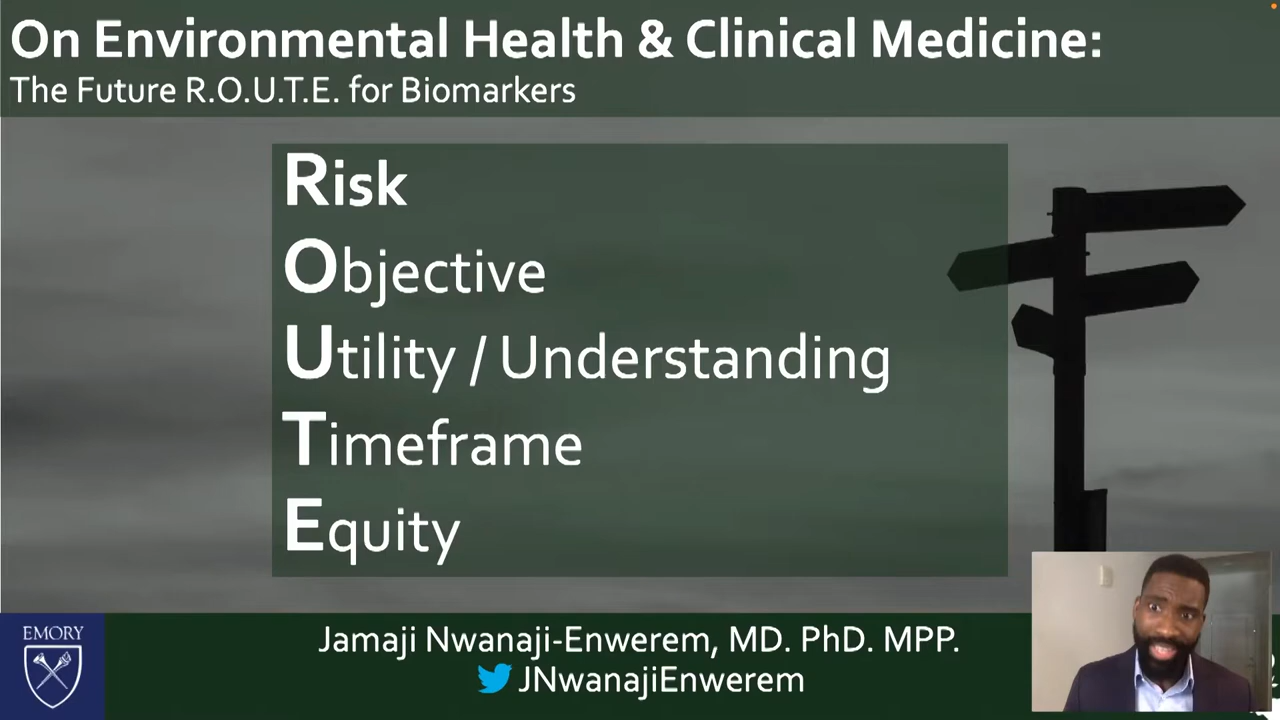 On Environmental Health & Clinical Medicine:
The Future R.O.U.T.E. for Biomarkers
Risk
Objective
Utility / Understanding
Timeframe
Equity
EMORY
Jamaji Nwanaji-Enwerem, MD. PhD. MPP.
JNwanajiEnwerem